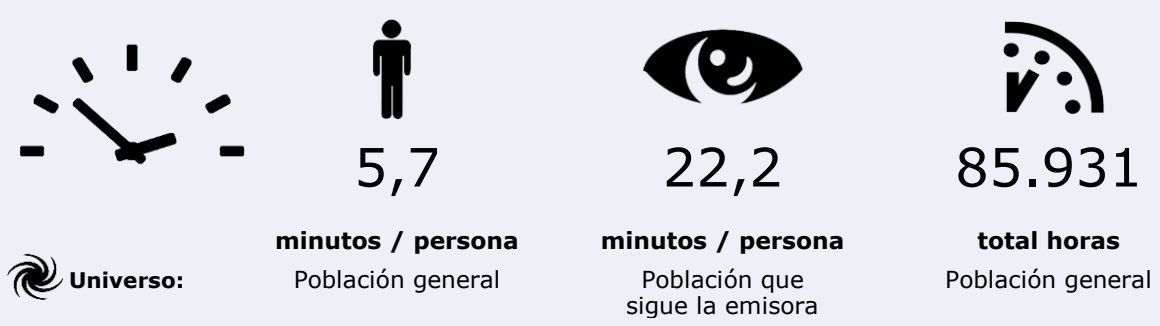 5,7
22,2
85.931
minutos / persona
minutos / persona
total horas
Universo:
Población general
Población que
sigue la emisora
Población general